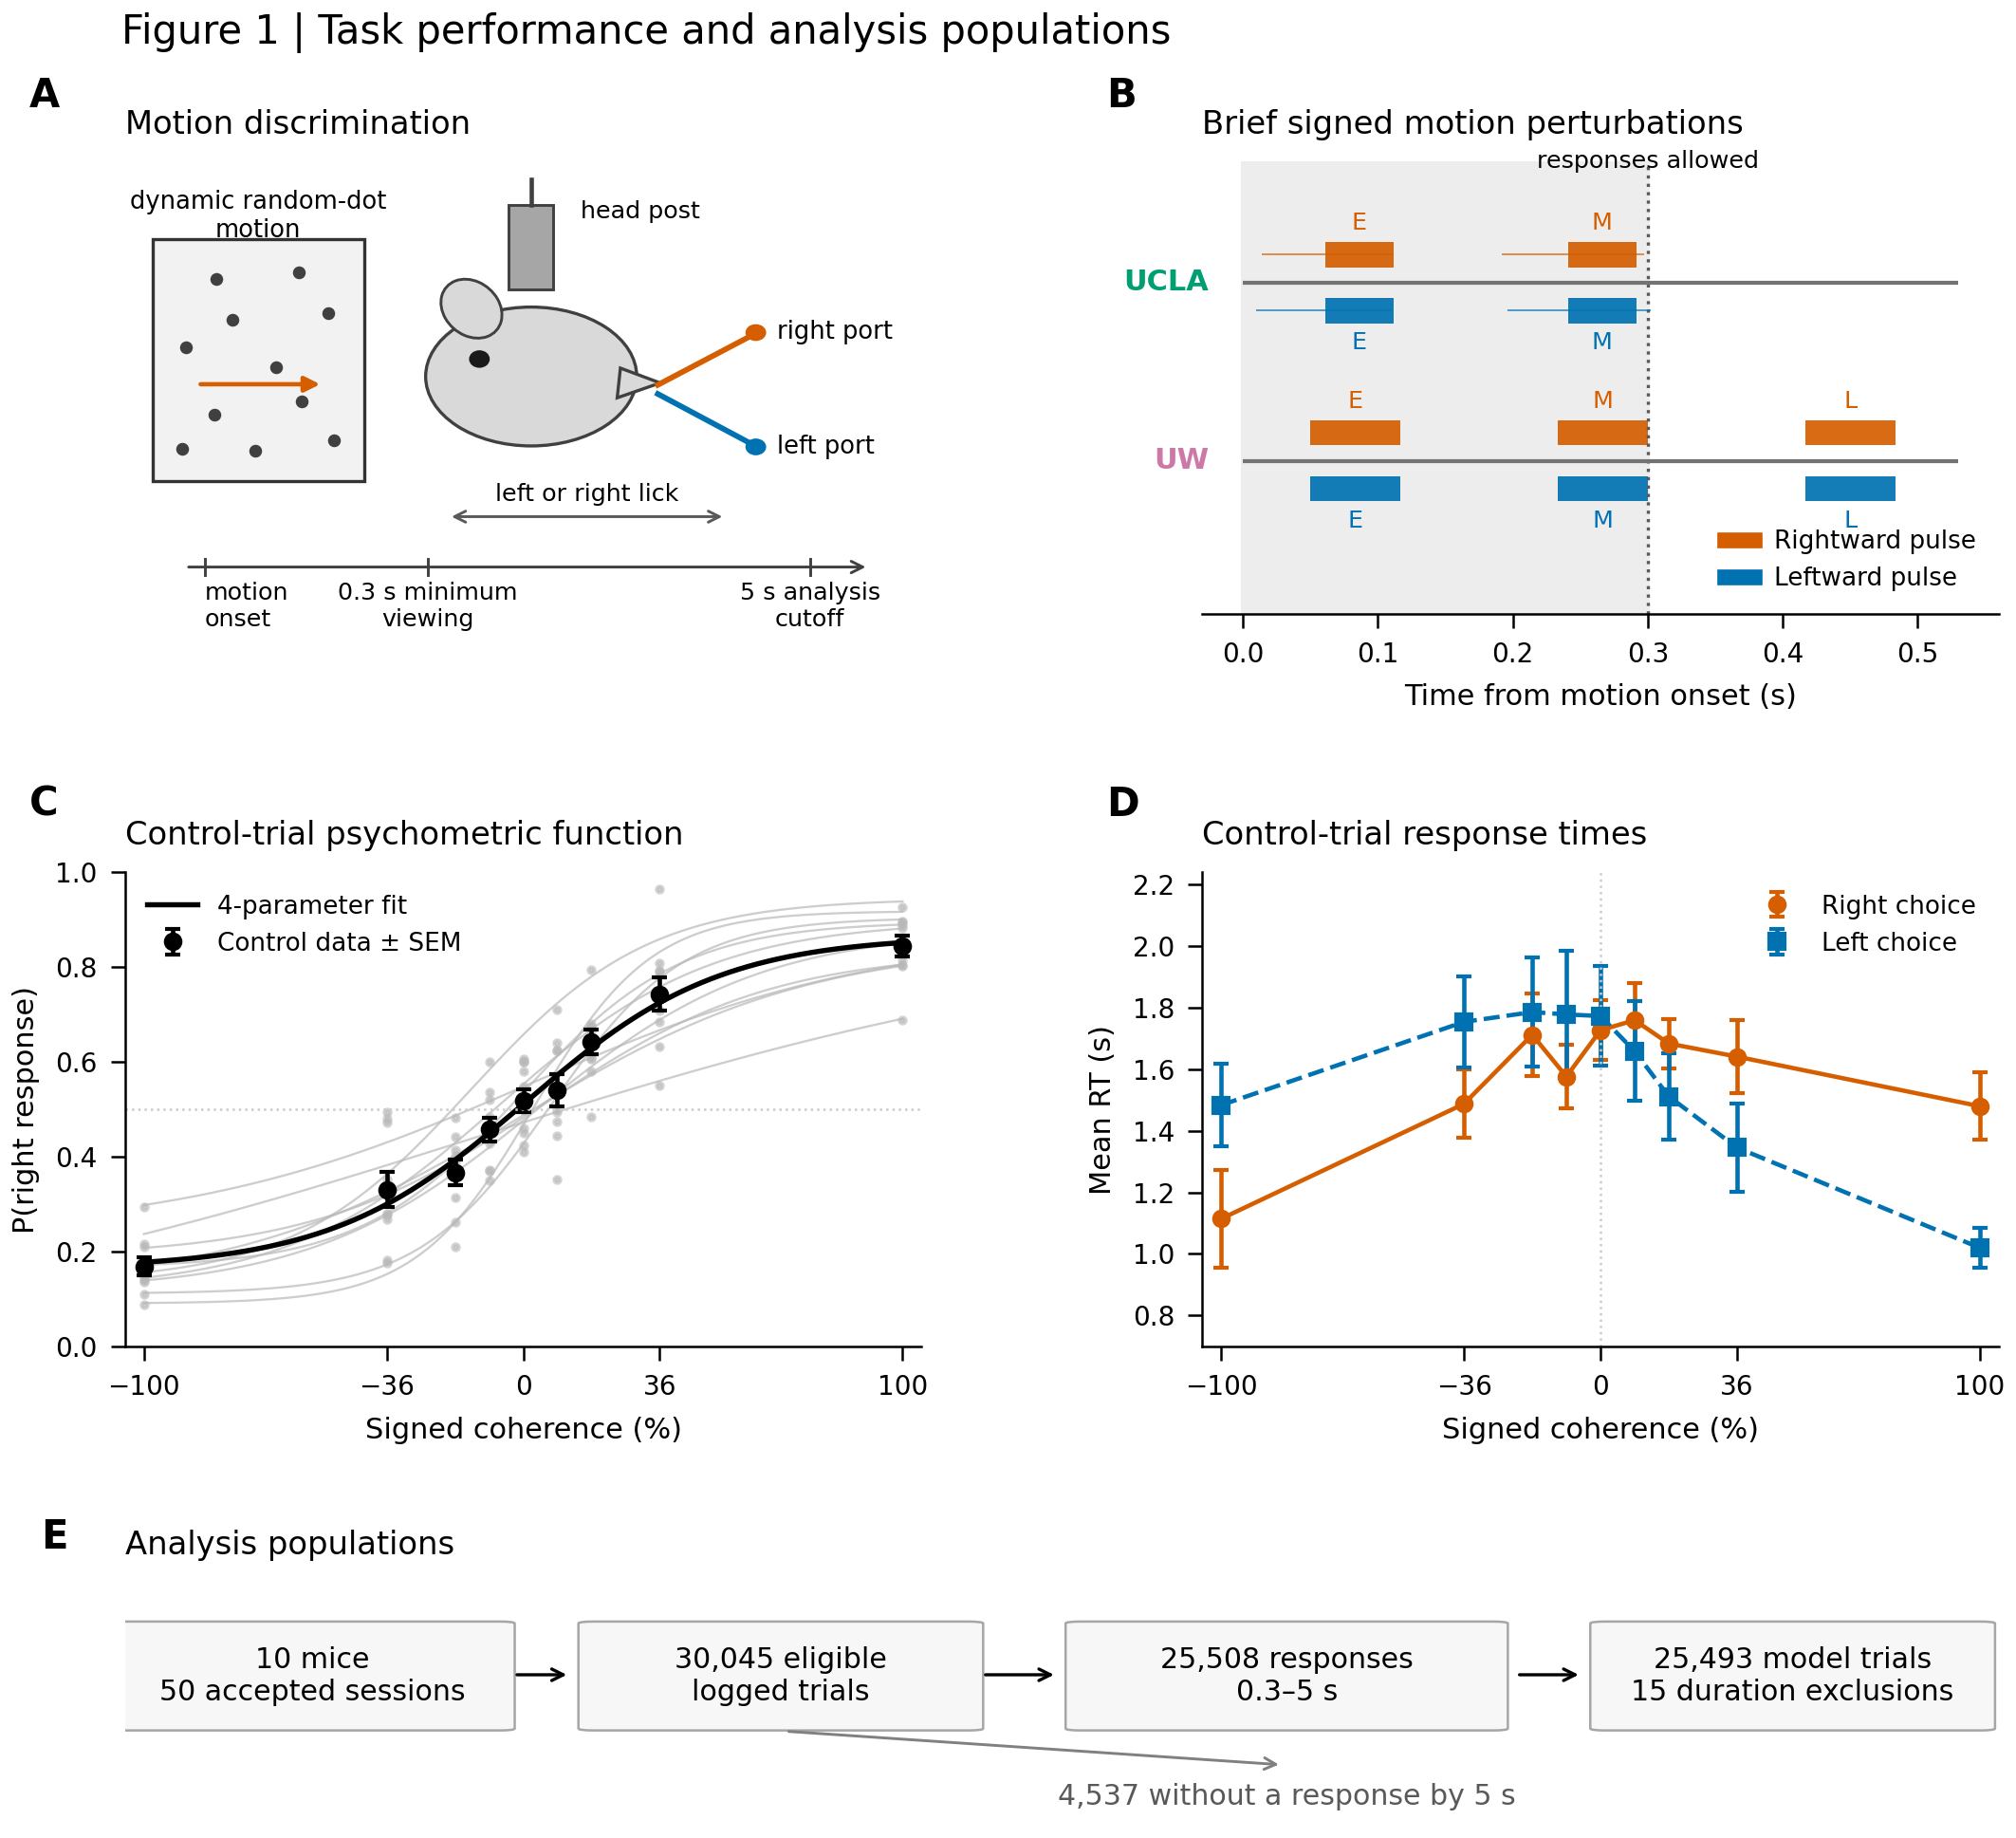 Figure 1 | Task performance and analysis populations
A
Motion discrimination
dynamic random-dot
motion
head post
right port
left port
left or right lick
motion
onset
0.3 s minimum
viewing
5 s analysis
cutoff
B
Brief signed motion perturbations
responses allowed
E
M
UCLA
E
M
E
M
L
UW
E
M
L
Rightward pulse
Leftward pulse
0.0
0.1
0.2
0.3
0.4
0.5
Time from motion onset (s)
C
Control-trial psychometric function
1.0
0.8
0.6
0.4
0.2
0.0
P(right response)
4-parameter fit
Control data ± SEM
−100
−36
0
36
100
Signed coherence (%)
D
Control-trial response times
2.2
2.0
1.8
1.6
1.4
1.2
1.0
0.8
Mean RT (s)
Right choice
Left choice
−100
−36
0
36
100
Signed coherence (%)
E
Analysis populations
10 mice
50 accepted sessions
30,045 eligible
logged trials
25,508 responses
0.3–5 s
25,493 model trials
15 duration exclusions
4,537 without a response by 5 s